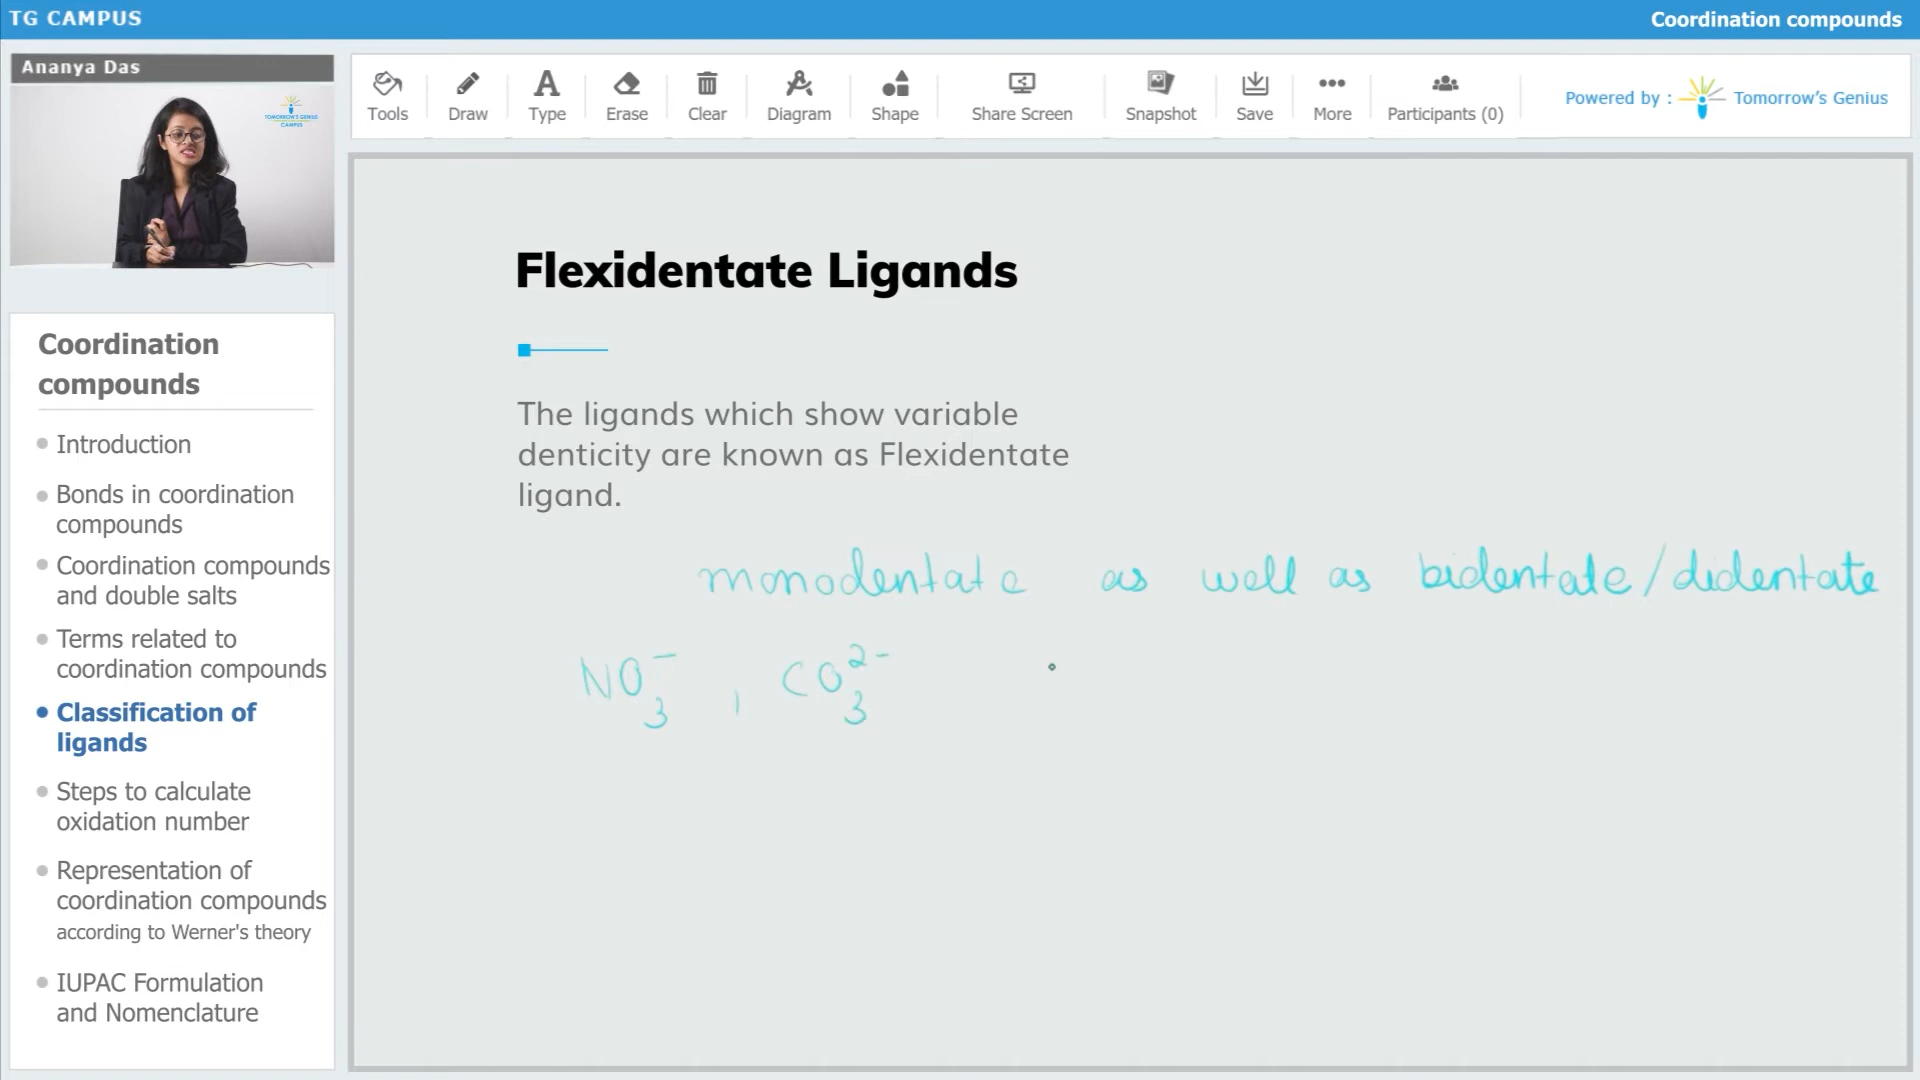 TG CAMPUS
Coordination compounds
Ananya Das
TOMORROW'S GENIUS
CAMPUS
Tools
Draw
Type
Erase
Clear
Diagram
Shape
Share Screen
Snapshot
Save
More
Participants (0)
Powered by :
Tomorrow's Genius
Coordination
compounds
Introduction
Bonds in coordination
compounds
Coordination compounds
and double salts
Terms related to
coordination compounds
Classification of
ligands
Steps to calculate
oxidation number
Representation of
coordination compounds
according to Werner's theory
IUPAC Formulation
and Nomenclature
Flexidentate Ligands
The ligands which show variable
denticity are known as Flexidentate
ligand.
monodentate as well as bidentate/didentate
NO₃⁻ , CO₃²⁻